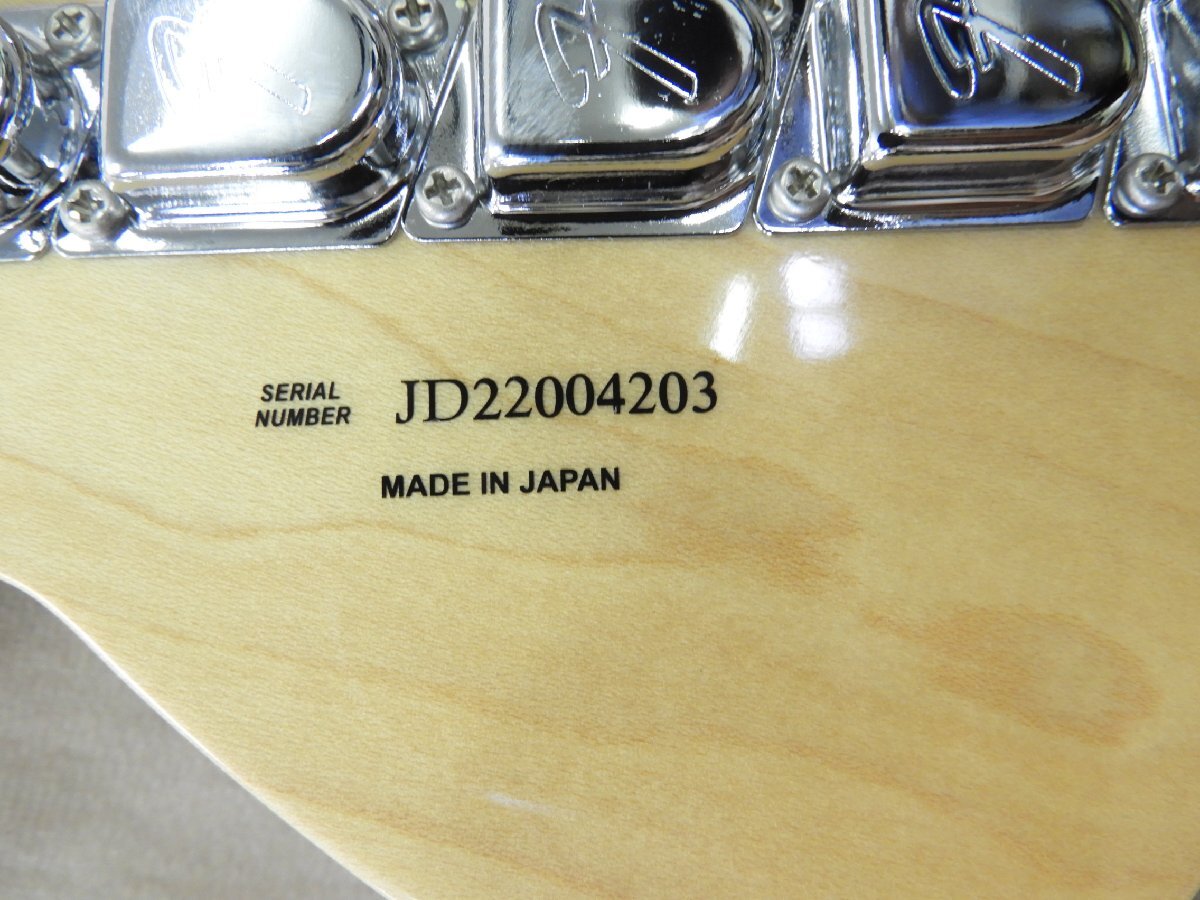 SERIAL
NUMBER JD22004203
MADE IN JAPAN
F
F
F